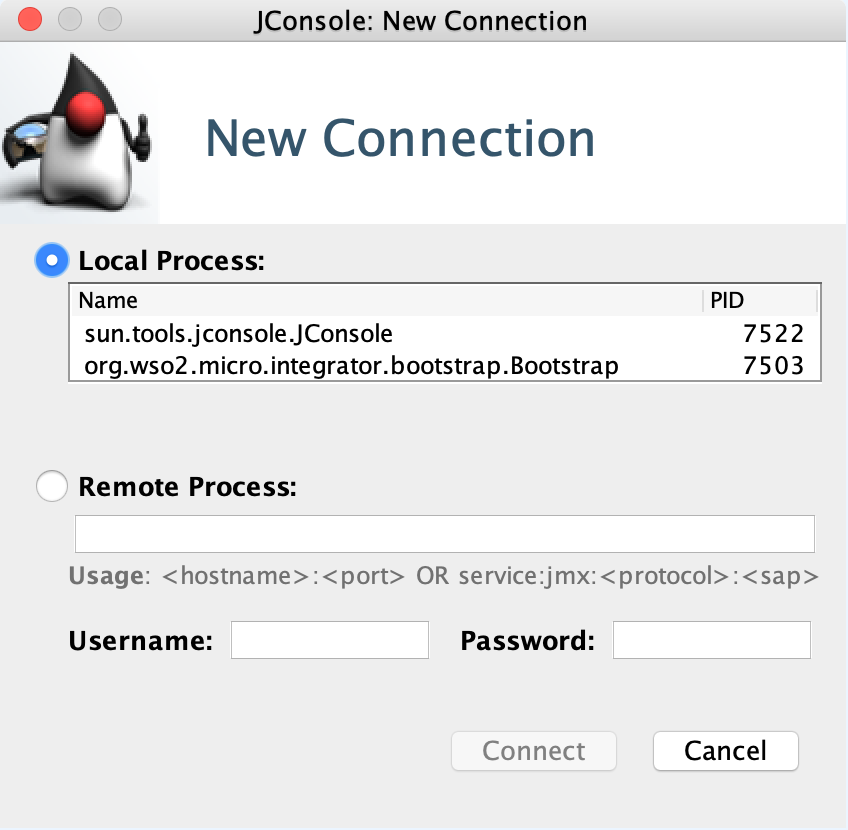 JConsole: New Connection
New Connection
Local Process:
Name PID
sun.tools.jconsole.JConsole 7522
org.wso2.micro.integrator.bootstrap.Bootstrap 7503
Remote Process:
Usage: <hostname>:<port> OR service:jmx:<protocol>:<sap>
Username: Password:
Connect Cancel